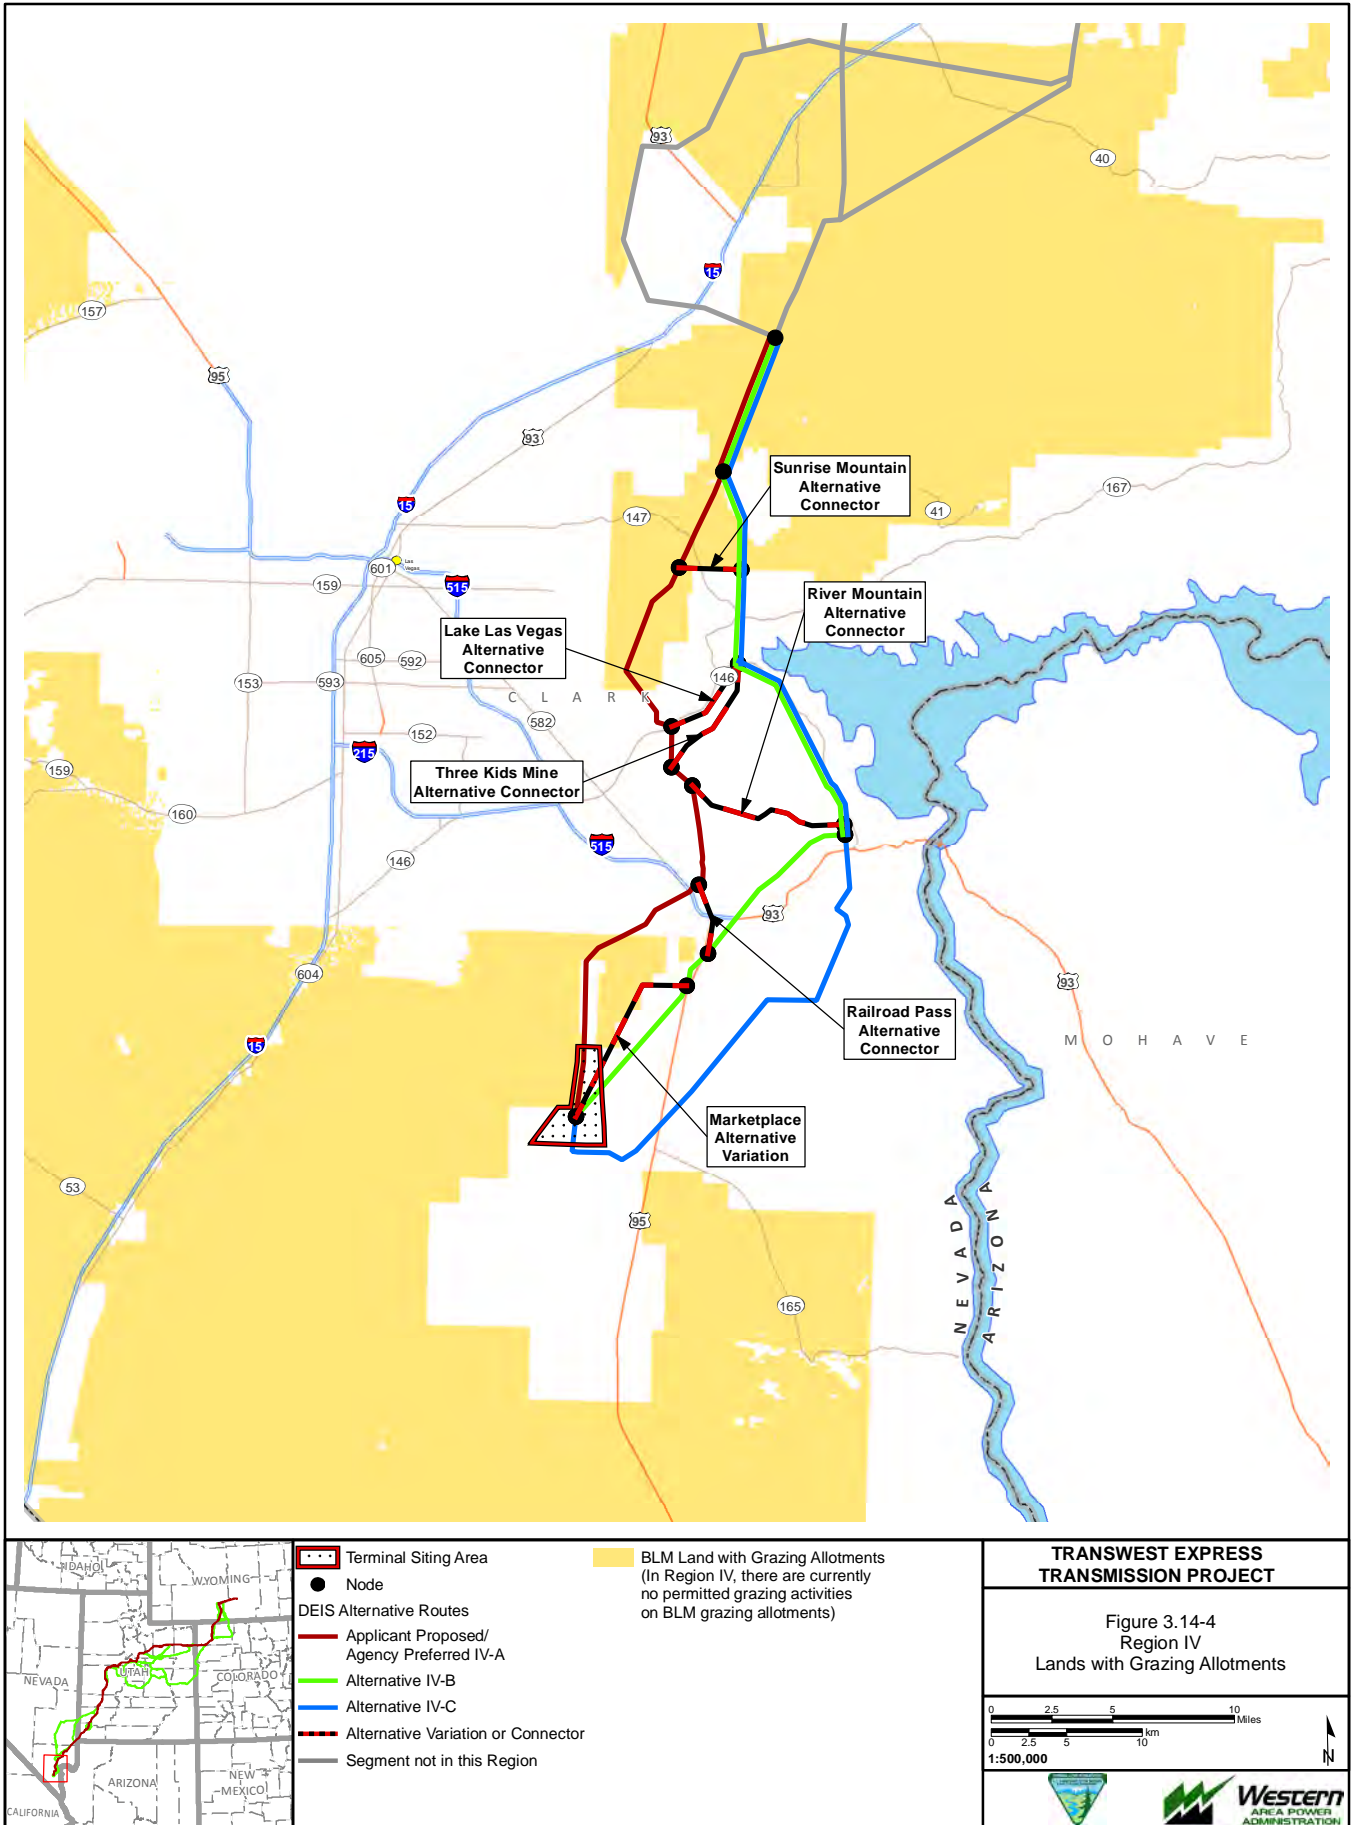 93
40
15
157
95
93
Sunrise Mountain
Alternative
Connector
167
15
41
147
601
Las
Vegas
159
515
River Mountain
Alternative
Connector
Lake Las Vegas
Alternative
Connector
605
592
146
153
593
C L A R K
582
152
215
159
Three Kids Mine
Alternative Connector
160
515
146
93
604
93
Railroad Pass
Alternative
Connector
15
M O H A V E
Marketplace
Alternative
Variation
53
95
NEVADA
ARIZONA
165
IDAHO
WYOMING
NEVADA
UTAH
COLORADO
ARIZONA
NEW
MEXICO
CALIFORNIA
Terminal Siting Area
Node
DEIS Alternative Routes
Applicant Proposed/
Agency Preferred IV-A
Alternative IV-B
Alternative IV-C
Alternative Variation or Connector
Segment not in this Region
BLM Land with Grazing Allotments
(In Region IV, there are currently
no permitted grazing activities
on BLM grazing allotments)
TRANSWEST EXPRESS
TRANSMISSION PROJECT
Figure 3.14-4
Region IV
Lands with Grazing Allotments
0 2.5 5 10
Miles
km
0 2.5 5 10
1:500,000
N
Western
AREA POWER
ADMINISTRATION